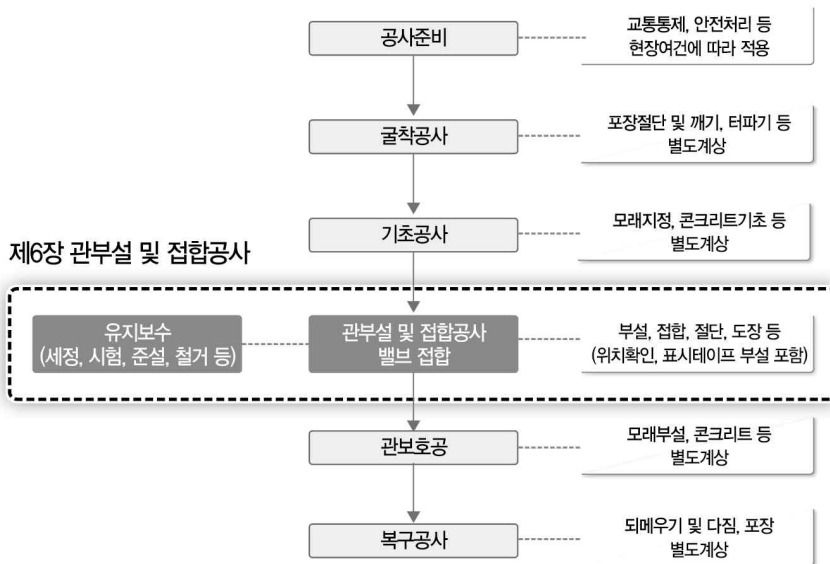 공사준비
교통통제, 안전처리 등
현장여건에 따라 적용
굴착공사
포장절단 및 깨기, 터파기 등
별도계상
기초공사
모래지정, 콘크리트기초 등
별도계상
제6장 관부설 및 접합공사
유지보수
(세정, 시험, 준설, 철거 등)
관부설 및 접합공사
밸브 접합
부설, 접합, 절단, 도장 등
(위치확인, 표시테이프 부설 포함)
관보호공
모래부설, 콘크리트 등
별도계상
복구공사
되메우기 및 다짐, 포장
별도계상